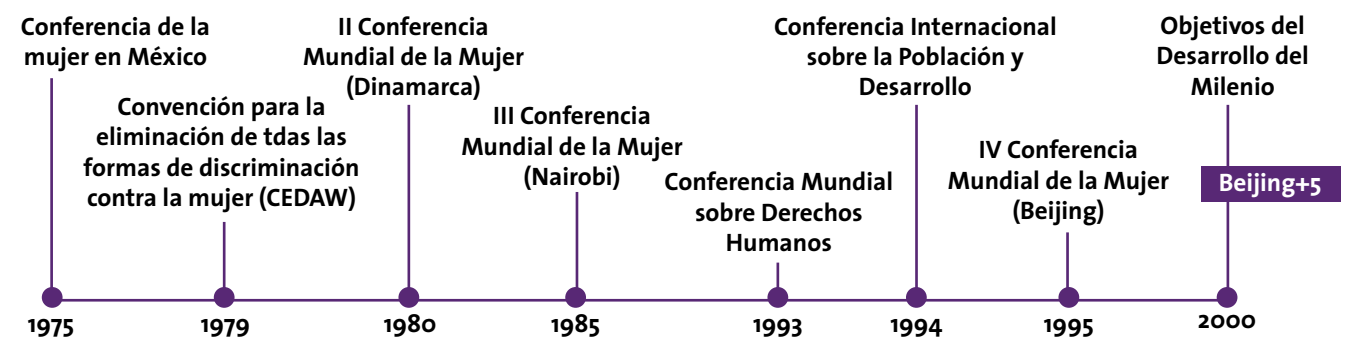 Conferencia de la
mujer en México
Convención para la
eliminación de tdas las
formas de discriminación
contra la mujer (CEDAW)
II Conferencia
Mundial de la Mujer
(Dinamarca)
III Conferencia
Mundial de la Mujer
(Nairobi)
Conferencia Mundial
sobre Derechos
Humanos
Conferencia Internacional
sobre la Población y
Desarrollo
IV Conferencia
Mundial de la Mujer
(Beijing)
Objetivos del
Desarrollo del
Milenio
Beijing+5
1975
1979
1980
1985
1993
1994
1995
2000